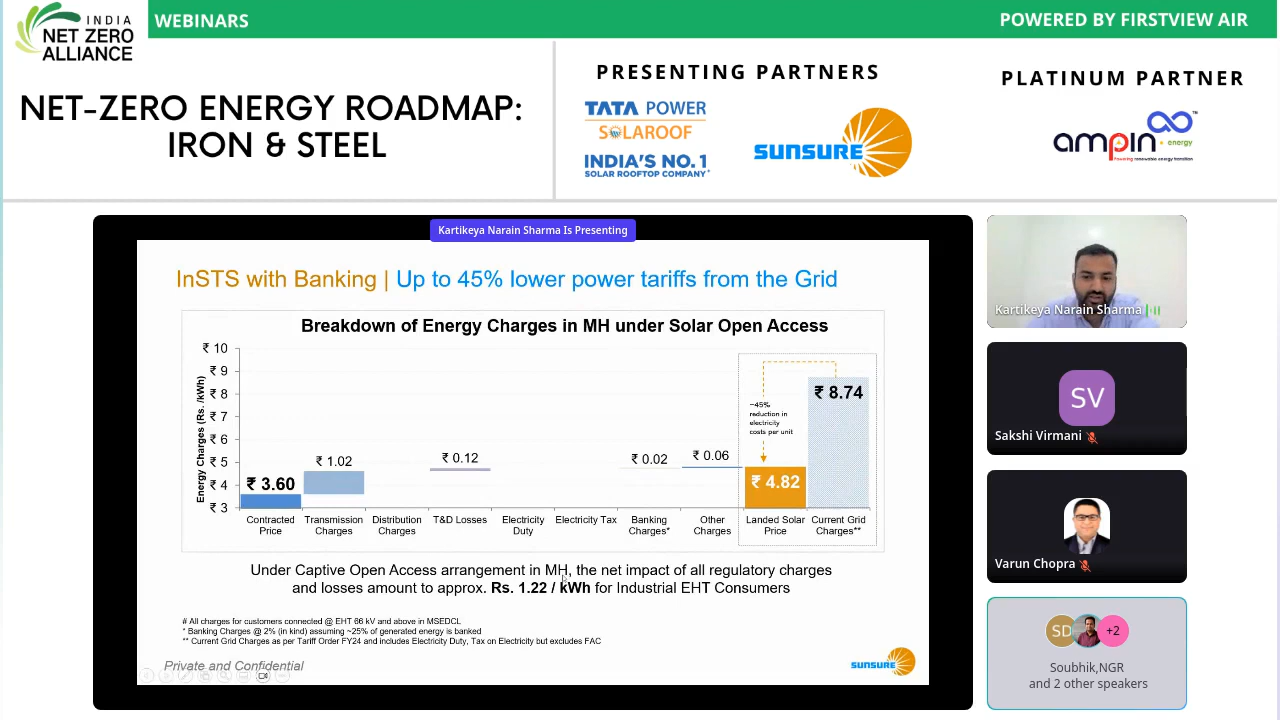 INDIA
NET ZERO
ALLIANCE
WEBINARS
POWERED BY FIRSTVIEW AIR
NET-ZERO ENERGY ROADMAP:
IRON & STEEL
PRESENTING PARTNERS
TATA POWER
SOLAROOF
INDIA'S NO.1
SOLAR ROOFTOP COMPANY*
SUNSURE
PLATINUM PARTNER
ampin energy ™
Powering renewable energy transition
Kartikeya Narain Sharma Is Presenting
InSTS with Banking | Up to 45% lower power tariffs from the Grid
Breakdown of Energy Charges in MH under Solar Open Access
Energy Charges (Rs. /kWh)
₹ 10
₹ 9
₹ 8
₹ 7
₹ 6
₹ 5
₹ 4
₹ 3
₹ 3.60
₹ 1.02
₹ 0.12
₹ 0.02
₹ 0.06
₹ 4.82
₹ 8.74
~45%
reduction in
electricity
costs per unit
Contracted
Price
Transmission
Charges
Distribution
Charges
T&D Losses
Electricity
Duty
Electricity Tax
Banking
Charges*
Other
Charges
Landed Solar
Price
Current Grid
Charges**
Under Captive Open Access arrangement in MH, the net impact of all regulatory charges
and losses amount to approx. Rs. 1.22 / kWh for Industrial EHT Consumers
# All charges for customers connected @ EHT 66 kV and above in MSEDCL
* Banking Charges @ 2% (in kind) assuming ~25% of generated energy is banked
** Current Grid Charges as per Tariff Order FY24 and includes Electricity Duty, Tax on Electricity but excludes FAC
Private and Confidential
SUNSURE
Kartikeya Narain Sharma
SV
Sakshi Virmani
Varun Chopra
SD
+2
Soubhik,NGR
and 2 other speakers